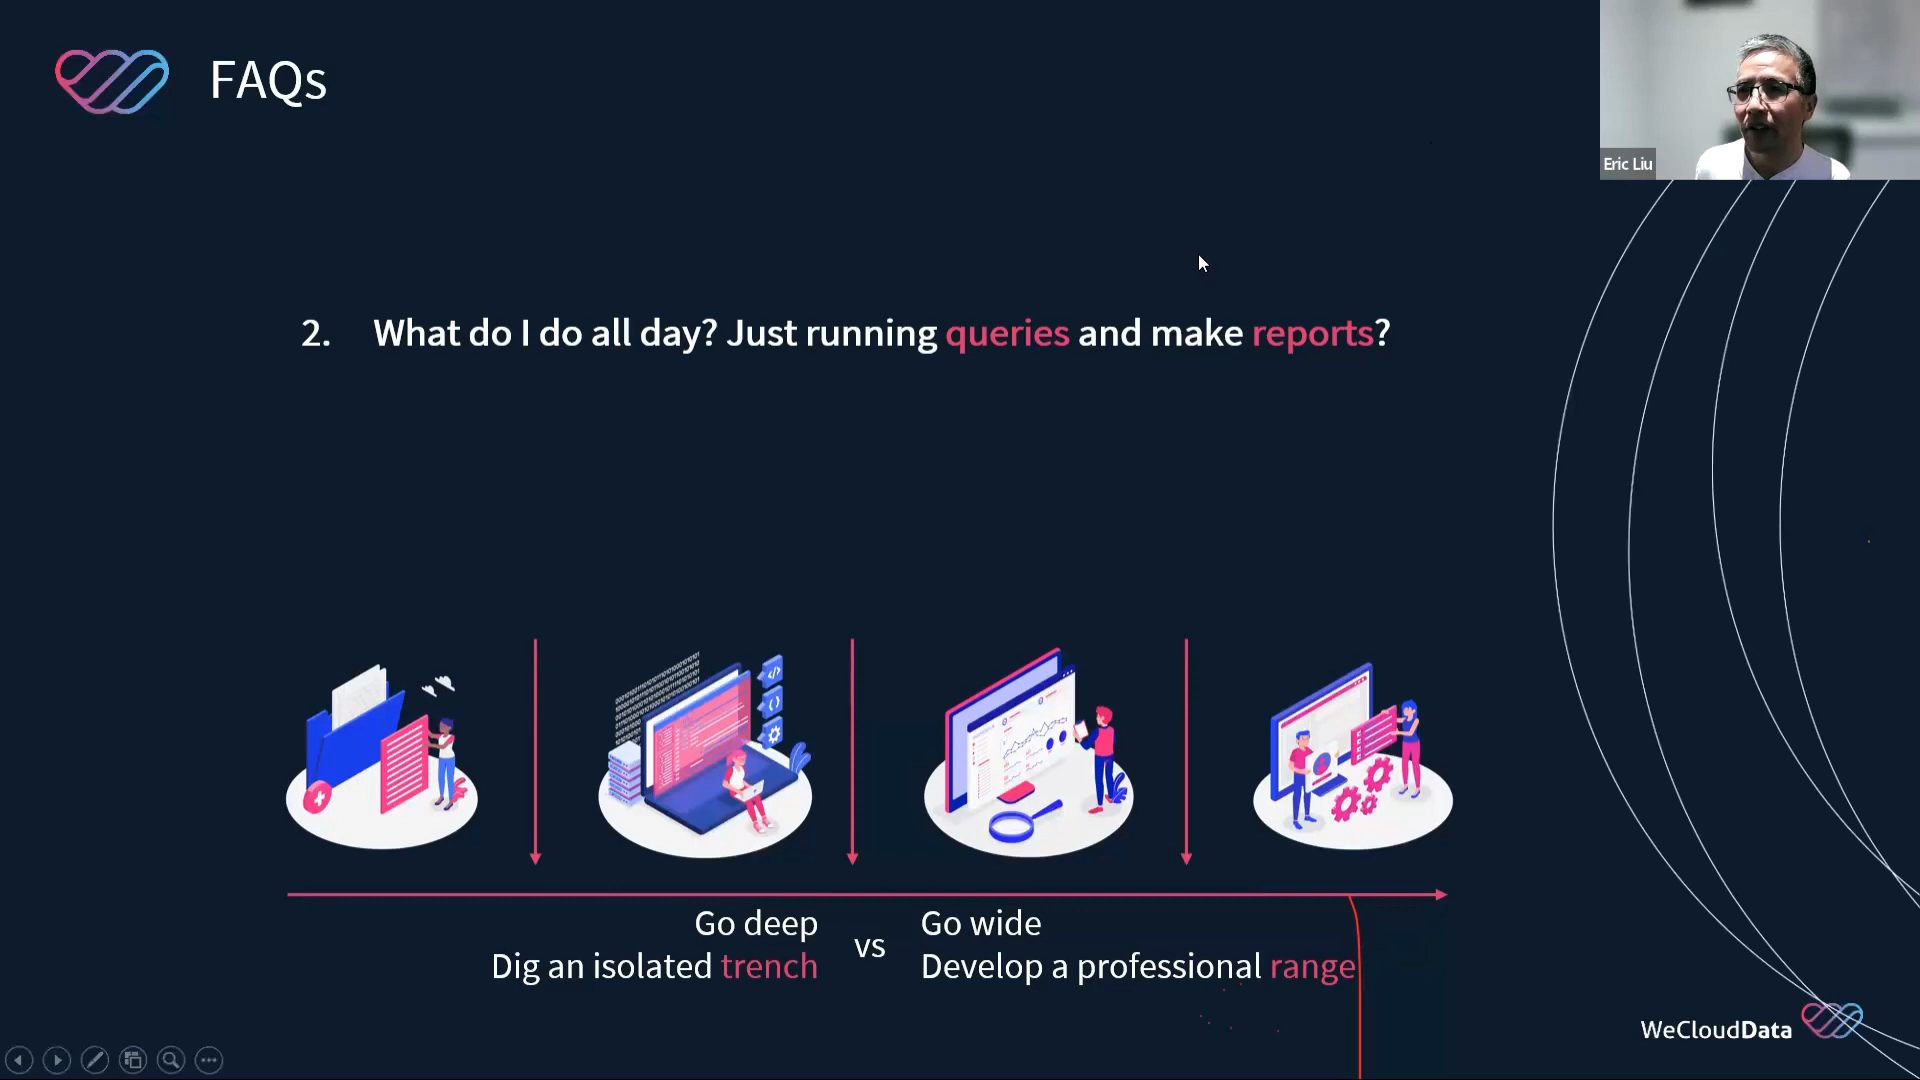 FAQs
Eric Liu
2. What do I do all day? Just running queries and make reports?
Go deep
Dig an isolated trench
vs
Go wide
Develop a professional range
WeCloudData